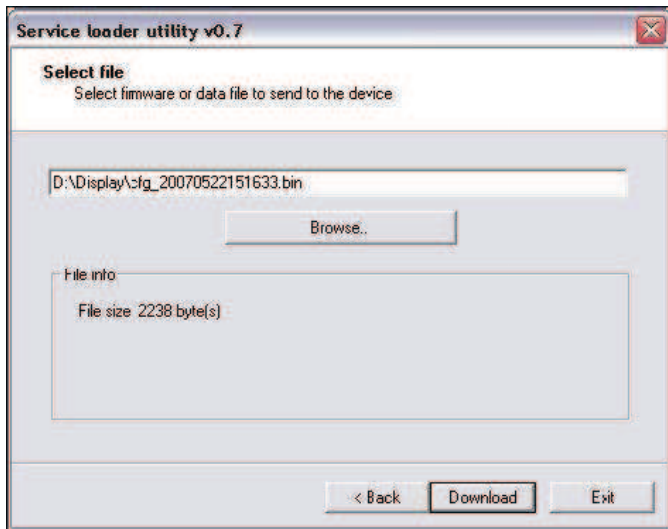 Service loader utility v0.7
Select file
Select firmware or data file to send to the device
D:\Display\cfg_20070522151633.bin
Browse..
File info
File size 2238 byte(s)
< Back
Download
Exit